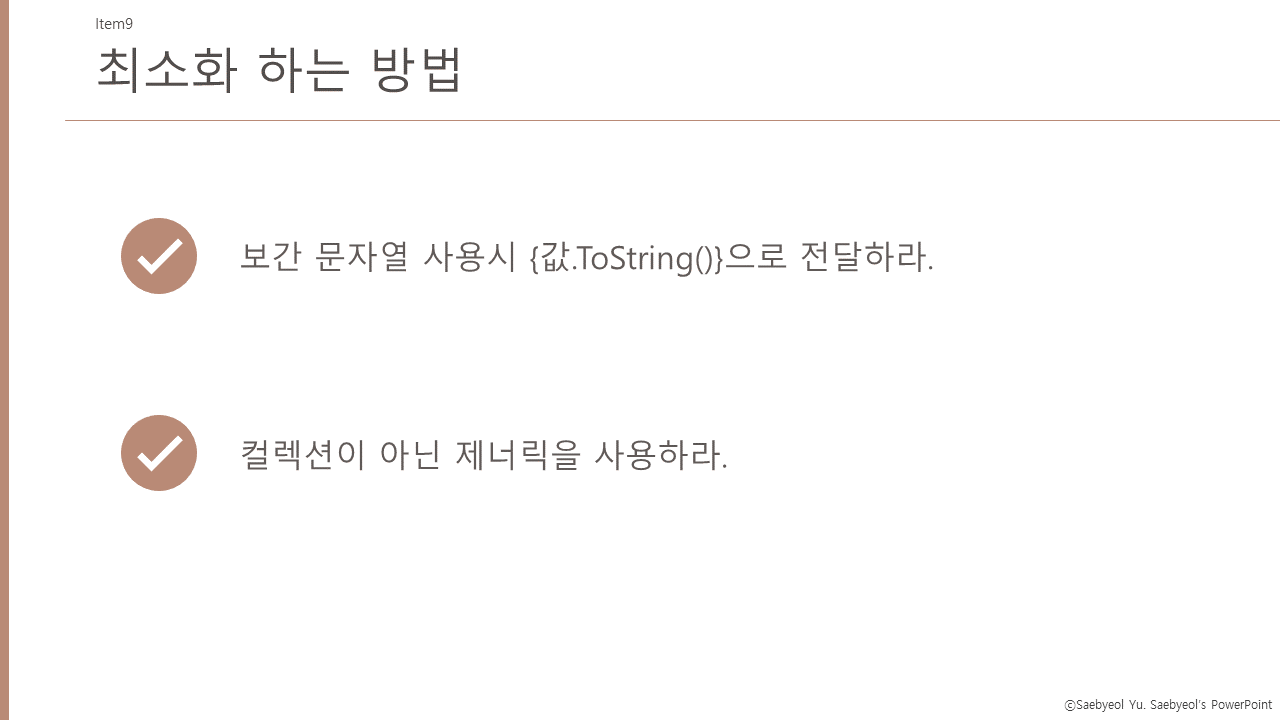 Item9
최소화 하는 방법
보간 문자열 사용시 {값.ToString()}으로 전달하라.
컬렉션이 아닌 제너릭을 사용하라.
ⓒSaebyeol Yu. Saebyeol's PowerPoint